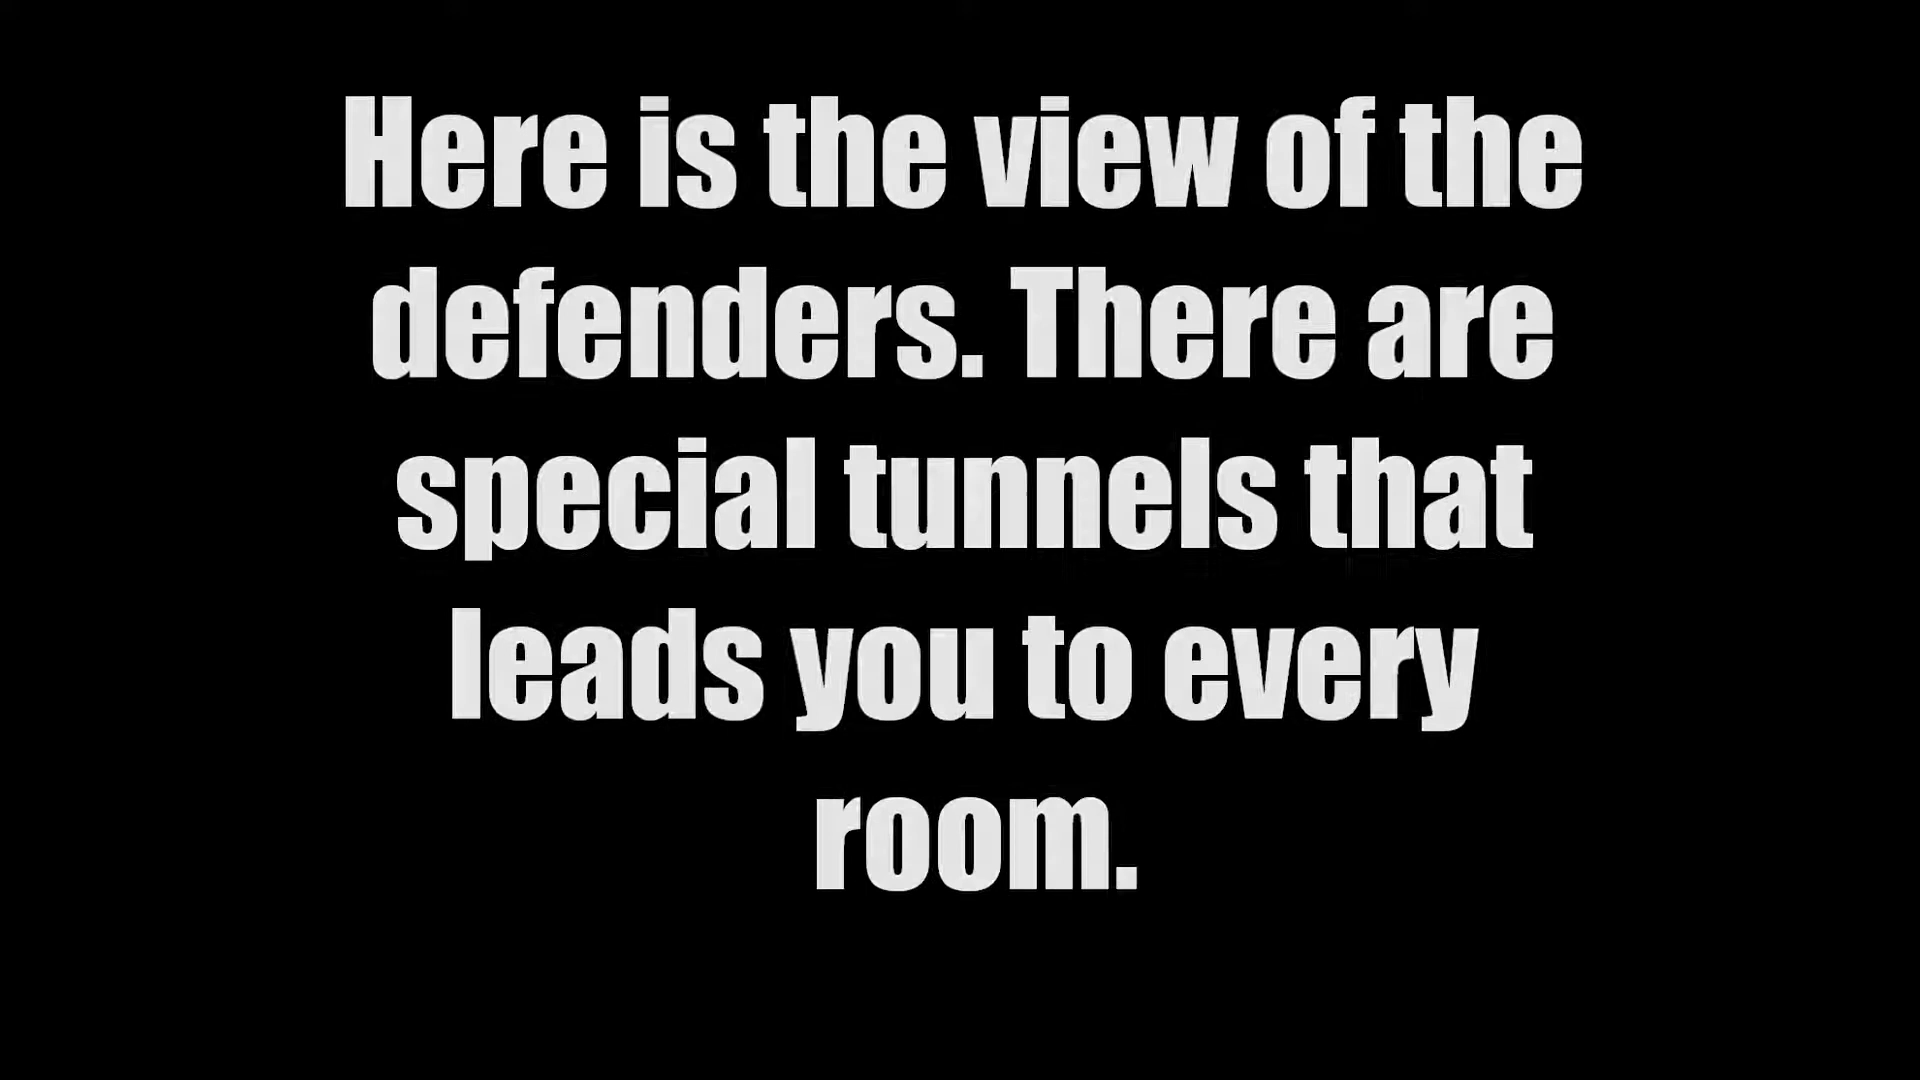 Here is the view of the
defenders. There are
special tunnels that
leads you to every
room.